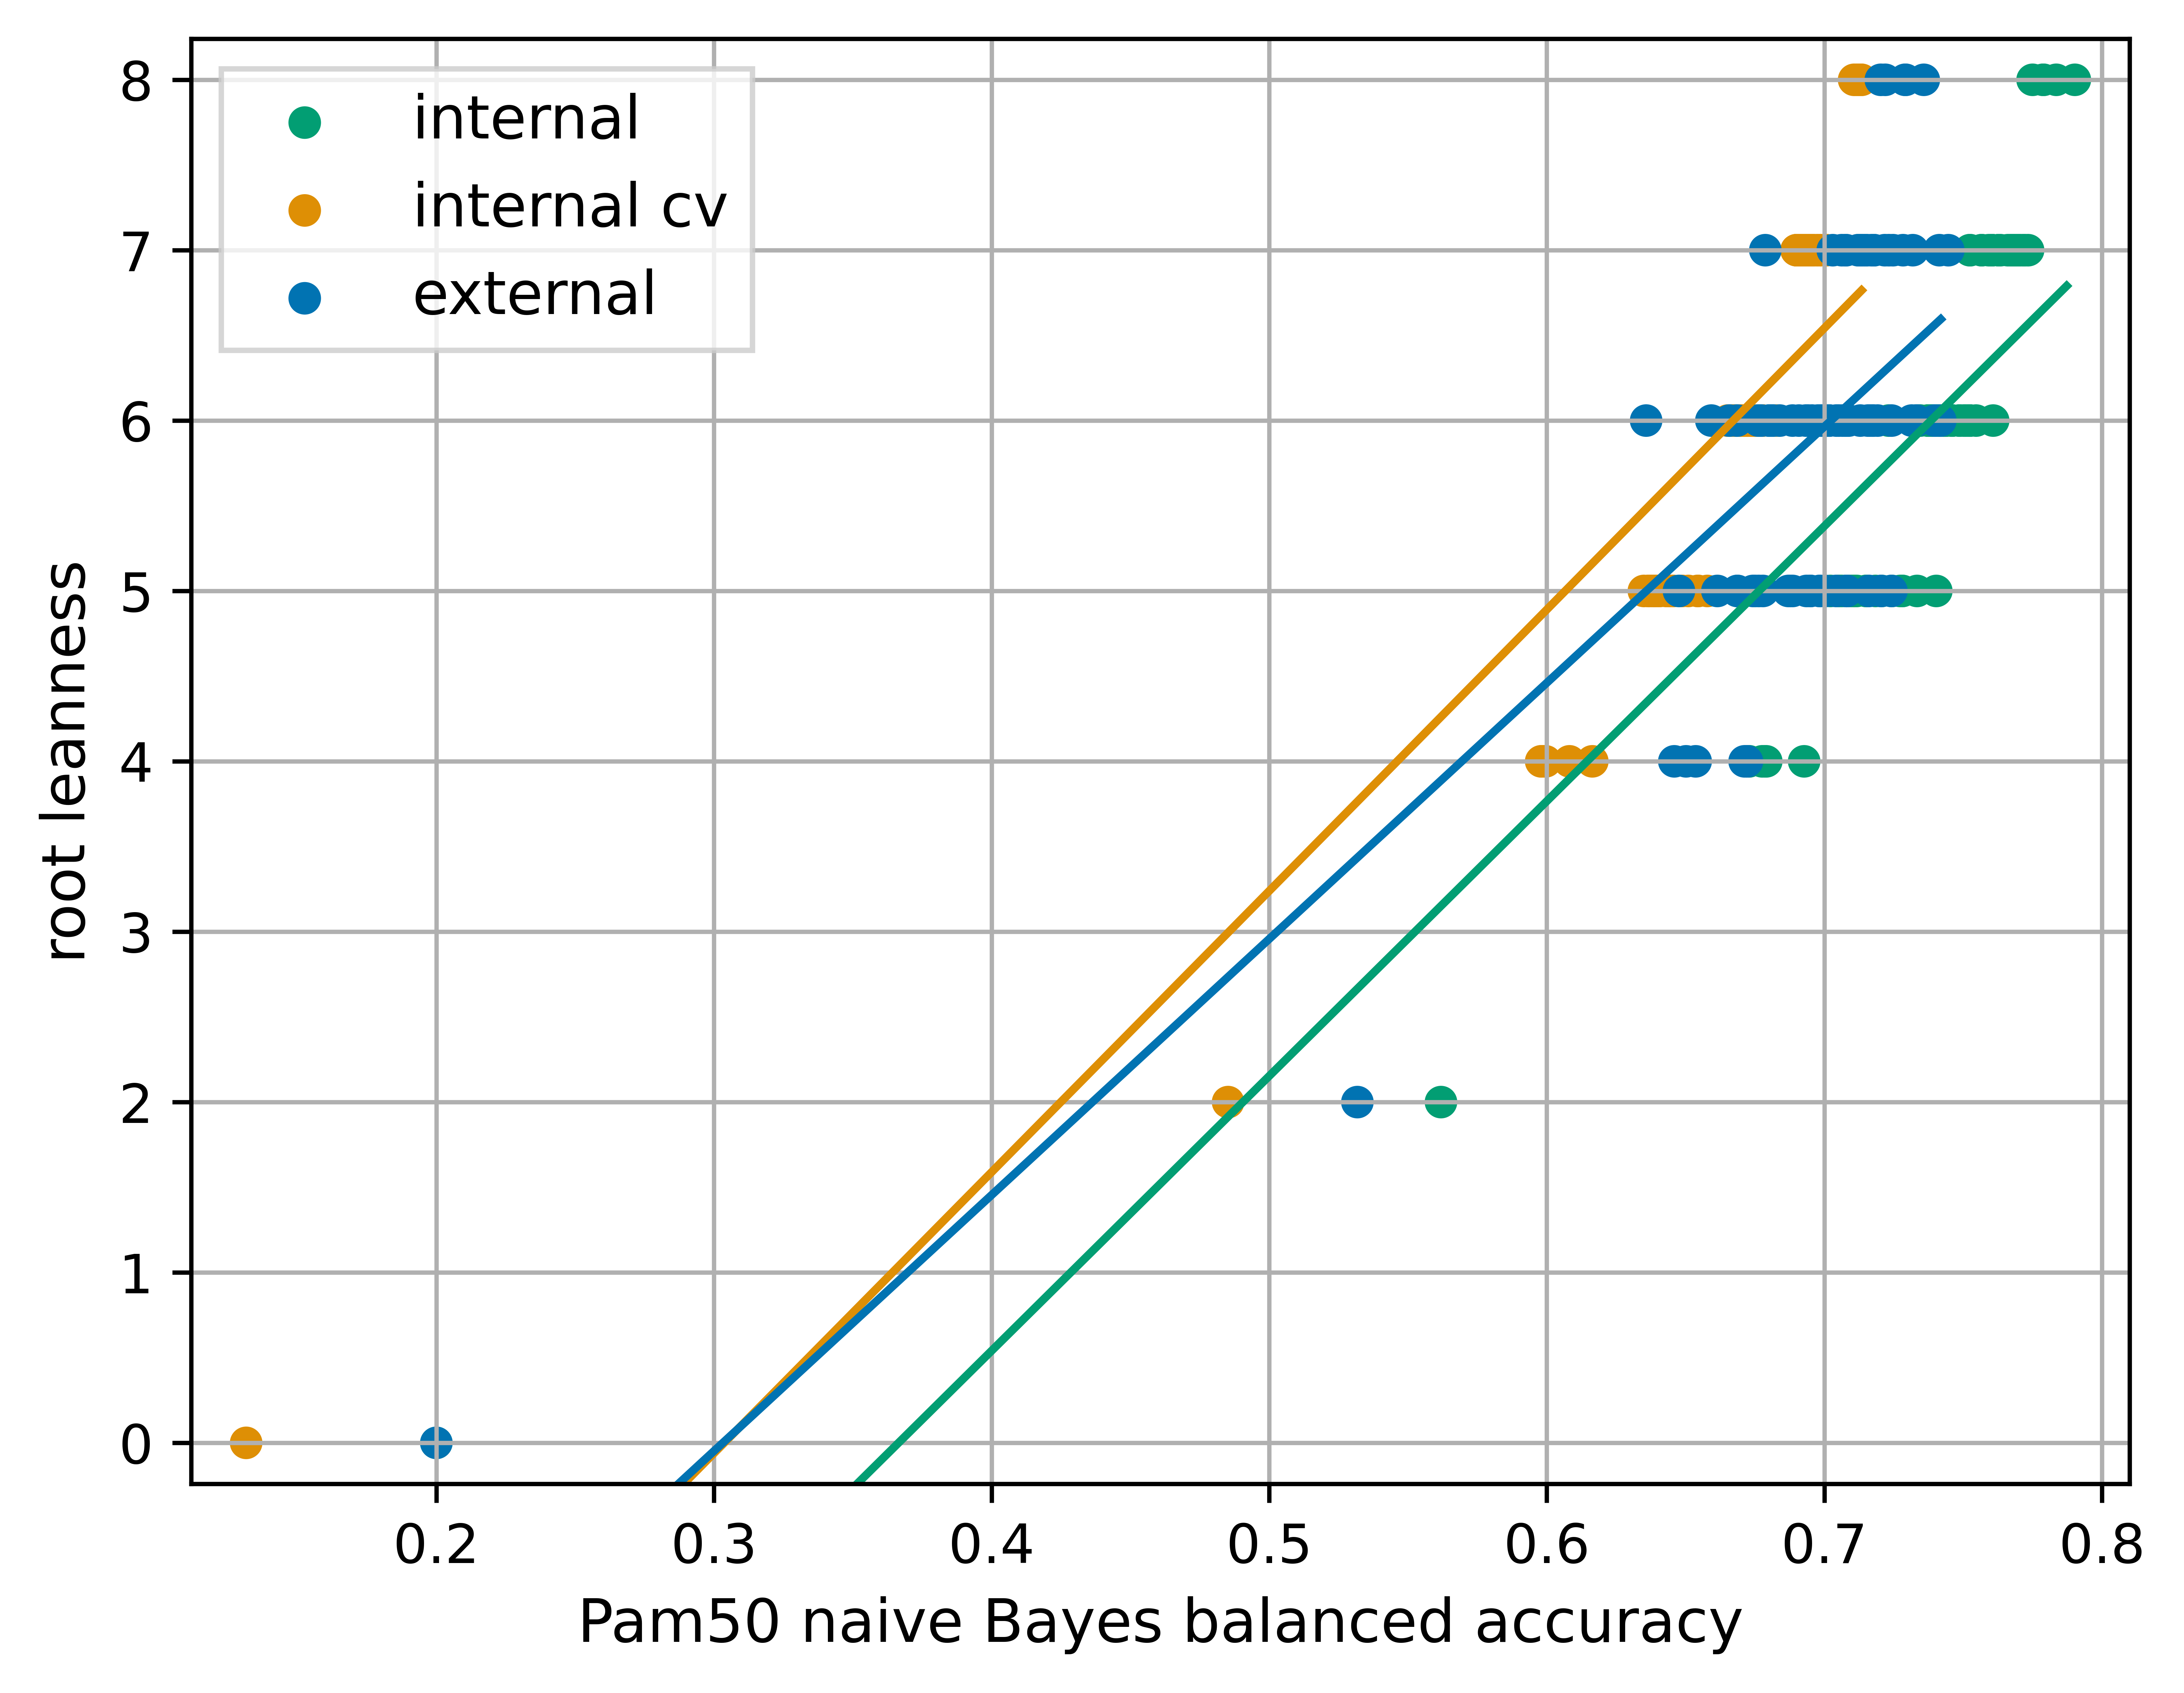 internal
internal cv
external
root leanness
8
7
6
5
4
3
2
1
0
0.2 0.3 0.4 0.5 0.6 0.7 0.8
Pam50 naive Bayes balanced accuracy